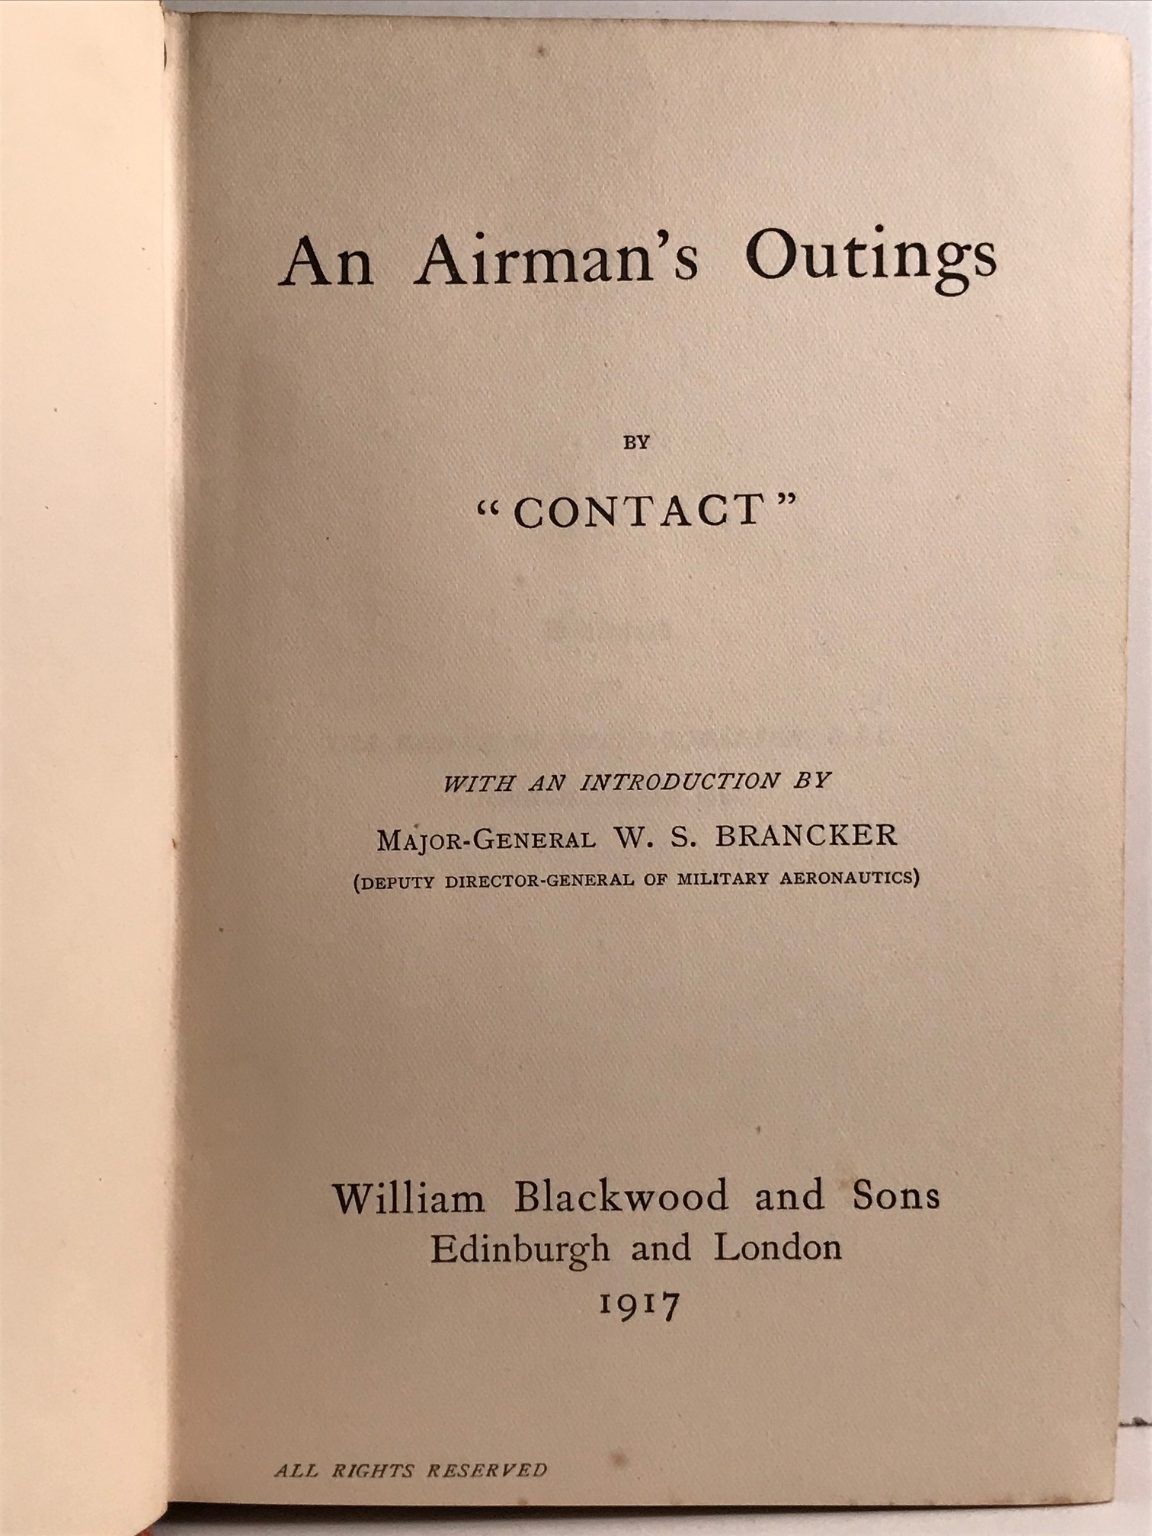 An Airman's Outings
BY
“CONTACT”
WITH AN INTRODUCTION BY
MAJOR-GENERAL W. S. BRANCKER
(DEPUTY DIRECTOR-GENERAL OF MILITARY AERONAUTICS)
William Blackwood and Sons
Edinburgh and London
1917
ALL RIGHTS RESERVED